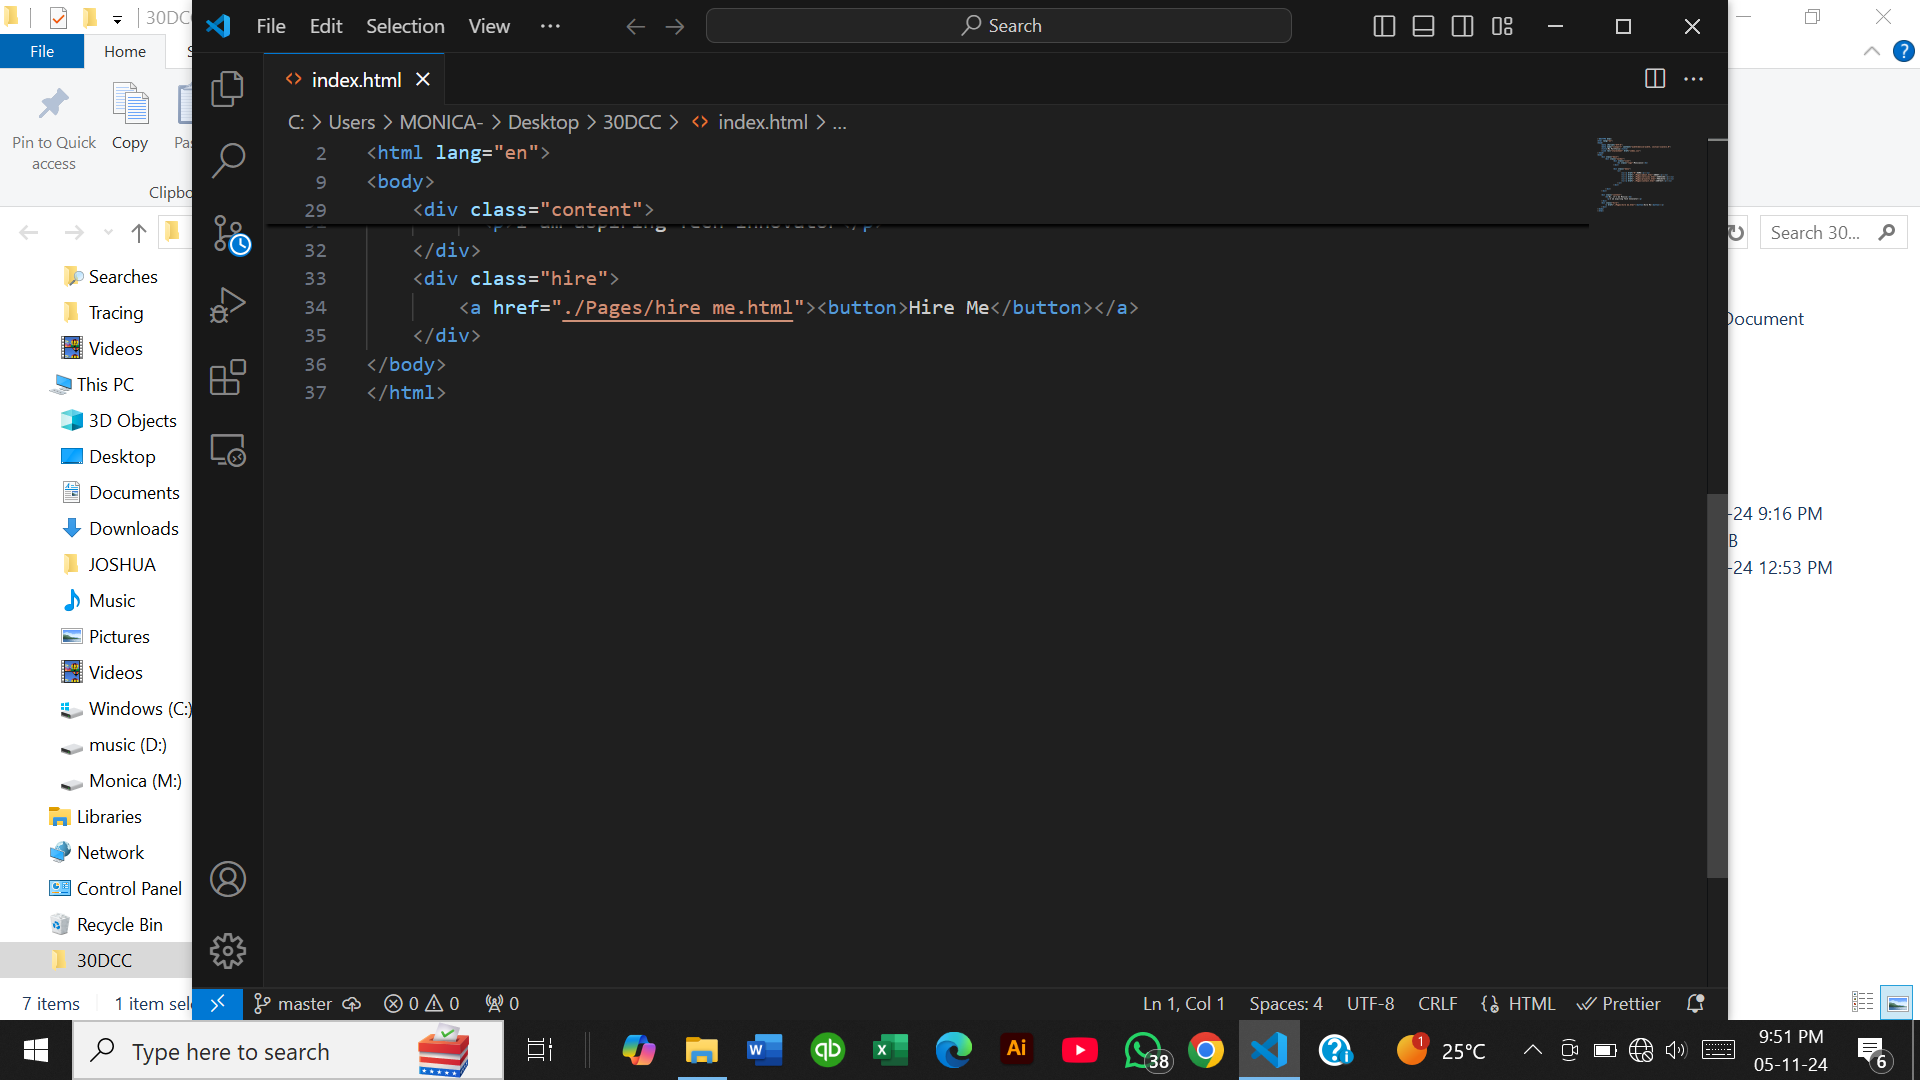 30DC
File
Home
Pin to Quick
access
Copy
Pas
Clipbo
Search 30...
Searches
Tracing
Videos
This PC
3D Objects
Desktop
Documents
Downloads
JOSHUA
Music
Pictures
Videos
Windows (C:)
music (D:)
Monica (M:)
Libraries
Network
Control Panel
Recycle Bin
30DCC
7 items
1 item sele
File Edit Selection View ...
Search
index.html
C: > Users > MONICA- > Desktop > 30DCC > index.html > ...
2 <html lang="en">
9 <body>
29 <div class="content">
32 </div>
33 <div class="hire">
34 <a href="./Pages/hire me.html"><button>Hire Me</button></a>
35 </div>
36 </body>
37 </html>
master 0 0 0
Ln 1, Col 1 Spaces: 4 UTF-8 CRLF HTML Prettier
Document
-24 9:16 PM
B
-24 12:53 PM
Type here to search
qb
Ai
38
1
25°C
9:51 PM
05-11-24
6